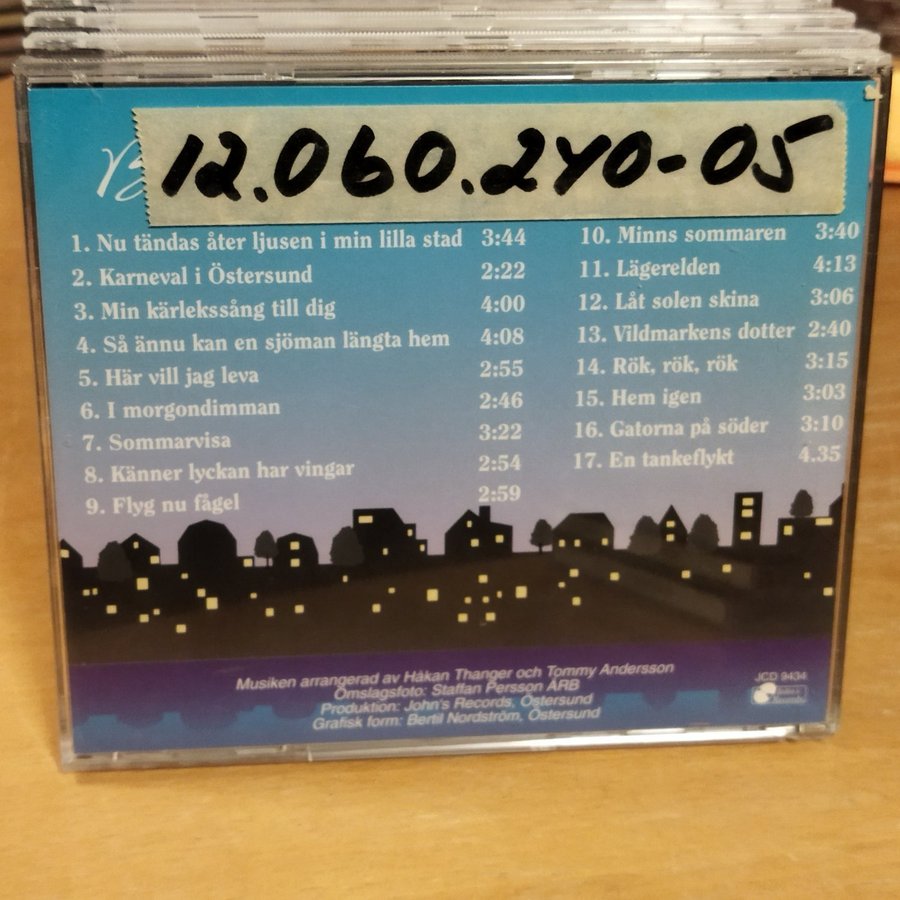 12.060.240-05
1. Nu tändas åter ljusen i min lilla stad 3:44
2. Karneval i Östersund 2:22
3. Min kärlekssång till dig 4:00
4. Så ännu kan en sjöman längta hem 4:08
5. Här vill jag leva 2:55
6. I morgondimman 2:46
7. Sommarvisa 3:22
8. Känner lyckan har vingar 2:54
9. Flyg nu fågel 2:59
10. Minns sommaren 3:40
11. Lägerelden 4:13
12. Låt solen skina 3:06
13. Vildmarkens dotter 2:40
14. Rök, rök, rök 3:15
15. Hem igen 3:03
16. Gatorna på söder 3:10
17. En tankeflykt 4.35
Musiken arrangerad av Håkan Thanger och Tommy Andersson
Omslagsfoto: Staffan Persson ARB
Produktion: John's Records, Östersund
Grafisk form: Bertil Nordström, Östersund
JCD 9434
John's
Records